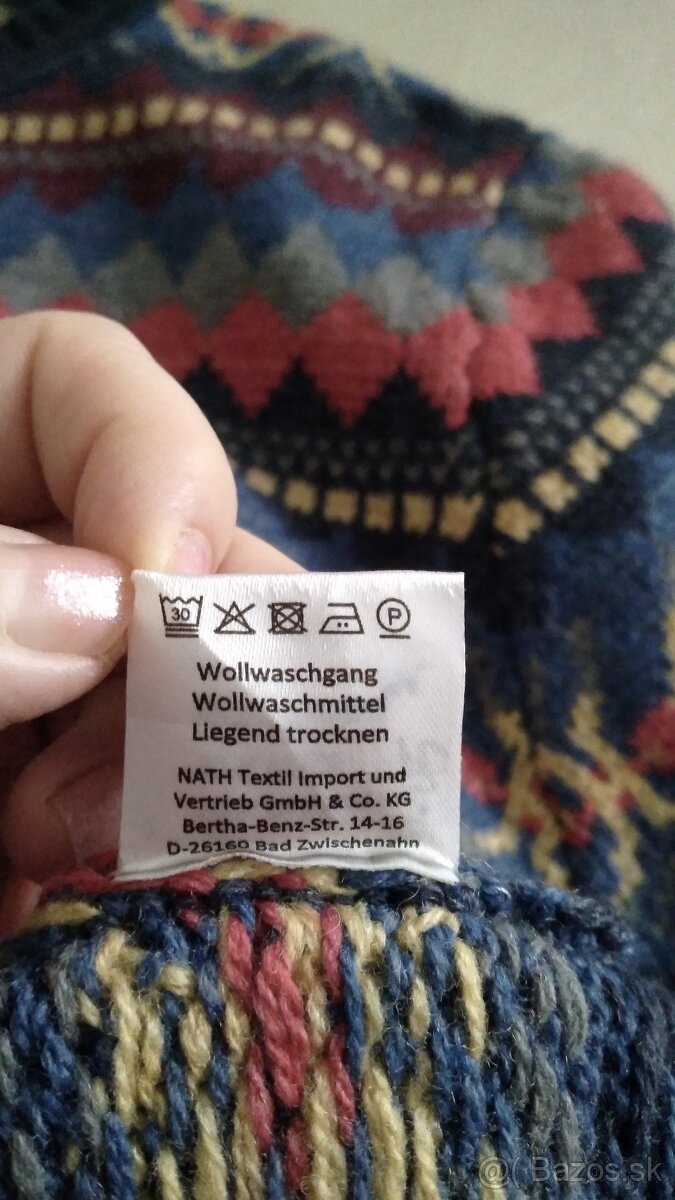 30
P
Wollwaschgang
Wollwaschmittel
Liegend trocknen
NATH Textil Import und
Vertrieb GmbH & Co. KG
Bertha-Benz-Str. 14-16
D-26160 Bad Zwischenahn
@ Bazos.sk